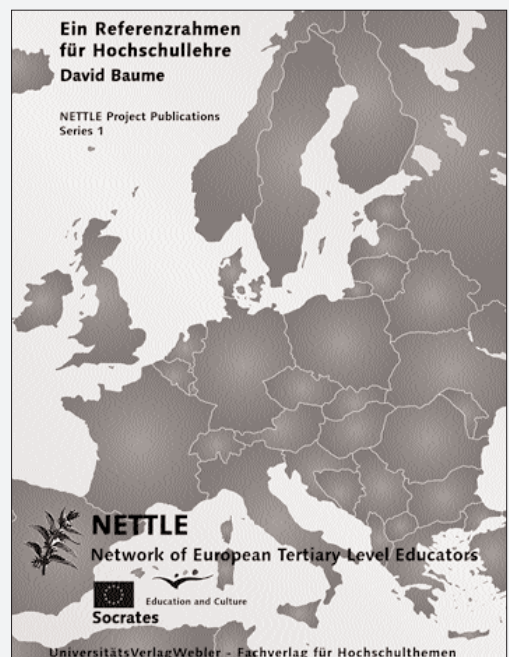 Ein Referenzrahmen
für Hochschullehre
David Baume
NETTLE Project Publications
Series 1
NETTLE
Network of European Tertiary Level Educators
Education and Culture
Socrates
UniversitätsVerlagWebler - Fachverlag für Hochschulthemen